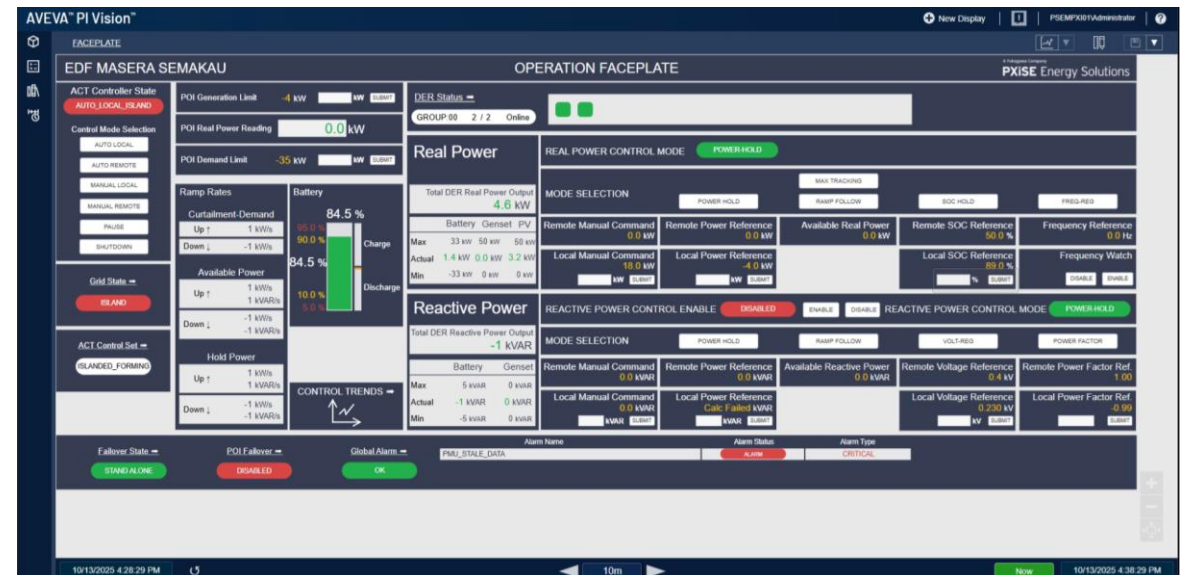 AVEVA™ PI Vision™
New Display
PSEMPXI01\Administrator
FACEPLATE
EDF MASERA SEMAKAU
OPERATION FACEPLATE
PXiSE Energy Solutions
ACT Controller State
AUTO_LOCAL_ISLAND
Control Mode Selection
AUTO LOCAL
AUTO REMOTE
MANUAL LOCAL
MANUAL REMOTE
PAUSE
SHUTDOWN
Grid State
ISLAND
ACT Control Set
ISLANDED_FORMING
POI Generation Limit -4 kW kW SUBMIT
POI Real Power Reading 0.0 kW
POI Demand Limit -35 kW kW SUBMIT
Ramp Rates
Curtailment-Demand
Up ↑ 1 kW/s
Down ↓ -1 kW/s
Available Power
Up ↑ 1 kW/s
1 kVAR/s
Down ↓ -1 kW/s
-1 kVAR/s
Hold Power
Up ↑ 1 kW/s
1 kVAR/s
Down ↓ -1 kW/s
-1 kVAR/s
Battery
84.5 %
95.0 %
90.0 %
Charge
84.5 %
Discharge
10.0 %
5.0 %
CONTROL TRENDS
DER Status
GROUP:00 2 / 2 Online
Real Power
Total DER Real Power Output
4.6 kW
Battery Genset PV
Max 33 kW 50 kW 50 kW
Actual 1.4 kW 0.0 kW 3.2 kW
Min -33 kW 0 kW 0 kW
REAL POWER CONTROL MODE POWER-HOLD
MODE SELECTION
POWER HOLD
MAX TRACKING
RAMP FOLLOW
SOC HOLD
FREQ-REG
Remote Manual Command
0.0 kW
Remote Power Reference
0.0 kW
Available Real Power
0.0 kW
Remote SOC Reference
50.0 %
Frequency Reference
0.0 Hz
Local Manual Command
18.0 kW
kW SUBMIT
Local Power Reference
-4.0 kW
kW SUBMIT
Local SOC Reference
89.0 %
% SUBMIT
Frequency Watch
DISABLE ENABLE
Reactive Power
Total DER Reactive Power Output
-1 kVAR
Battery Genset
Max 5 kVAR 0 kVAR
Actual -1 kVAR 0 kVAR
Min -5 kVAR 0 kVAR
REACTIVE POWER CONTROL ENABLE DISABLED ENABLE DISABLE REACTIVE POWER CONTROL MODE POWER-HOLD
MODE SELECTION
POWER HOLD
RAMP FOLLOW
VOLT-REG
POWER FACTOR
Remote Manual Command
0.0 kVAR
Remote Power Reference
0.0 kVAR
Available Reactive Power
0.0 kVAR
Remote Voltage Reference
0.4 kV
Remote Power Factor Ref.
1.00
Local Manual Command
0.0 kVAR
kVAR SUBMIT
Local Power Reference
Calc Failed kVAR
kVAR SUBMIT
Local Voltage Reference
0.230 kV
kV SUBMIT
Local Power Factor Ref.
-0.99
SUBMIT
Failover State
STAND ALONE
POI Failover
DISABLED
Global Alarm
OK
Alarm Name Alarm Status Alarm Type
PMU_STALE_DATA ALARM CRITICAL
10/13/2025 4:28:29 PM
10m
Now
10/13/2025 4:38:29 PM